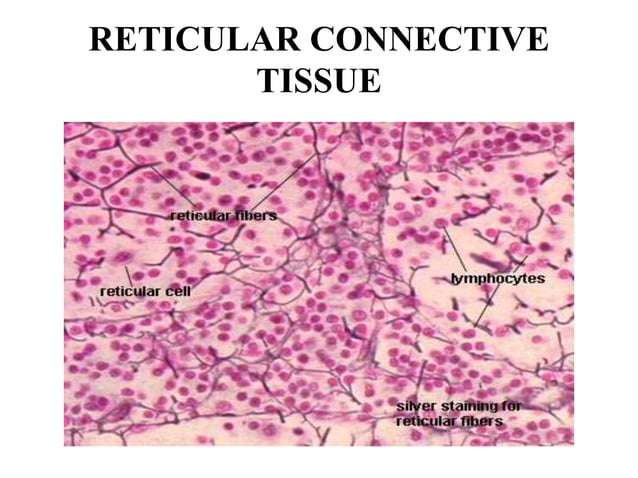 RETICULAR CONNECTIVE
TISSUE
reticular fibers
lymphocytes
reticular cell
silver staining for
reticular fibers